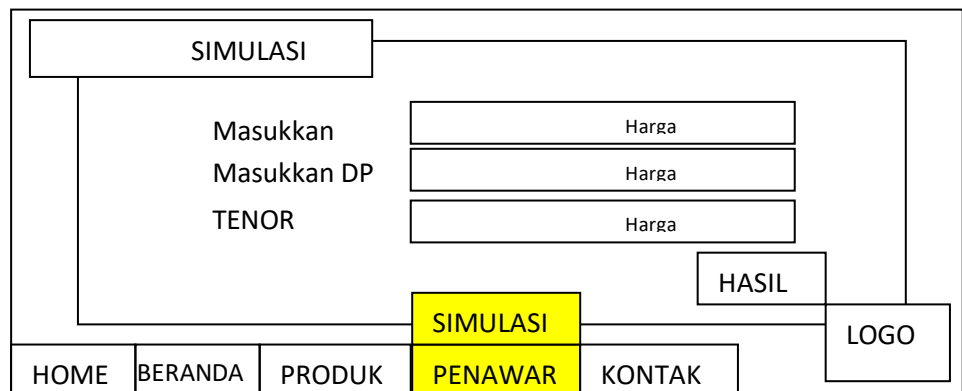 SIMULASI
Masukkan Harga
Masukkan DP Harga
TENOR Harga
HASIL
SIMULASI
LOGO
HOME BERANDA PRODUK PENAWAR KONTAK